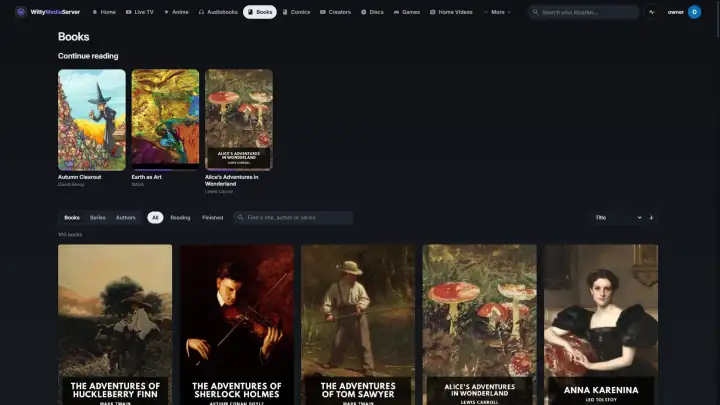 WittyMediaServer
Home
Live TV
Anime
Audiobooks
Books
Comics
Creators
Discs
Games
Home Videos
More
Search your libraries...
owner
D
Books
Continue reading
ALICE'S ADVENTURES
IN WONDERLAND
LEWIS CARROLL
Autumn Clearout
David Revoy
Earth as Art
NASA
Alice's Adventures in
Wonderland
Lewis Carroll
Books
Series
Authors
All
Reading
Finished
Find a title, author or series
Title
100 books
THE ADVENTURES OF
HUCKLEBERRY FINN
MARK TWAIN
THE ADVENTURES OF
SHERLOCK HOLMES
ARTHUR CONAN DOYLE
THE ADVENTURES
OF TOM SAWYER
MARK TWAIN
ALICE'S ADVENTURES
IN WONDERLAND
LEWIS CARROLL
ANNA KARENINA
LEO TOLSTOY